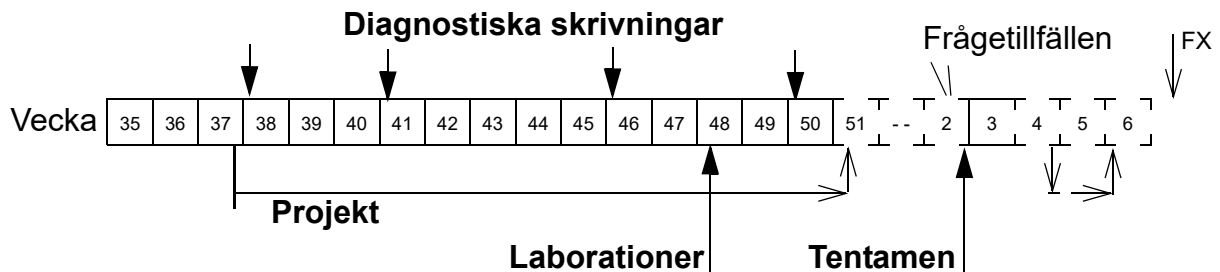 Diagnostiska skrivningar
Frågetillfällen
FX
Vecka 35 36 37 38 39 40 41 42 43 44 45 46 47 48 49 50 51 -- 2 3 4 5 6
Projekt
Laborationer Tentamen